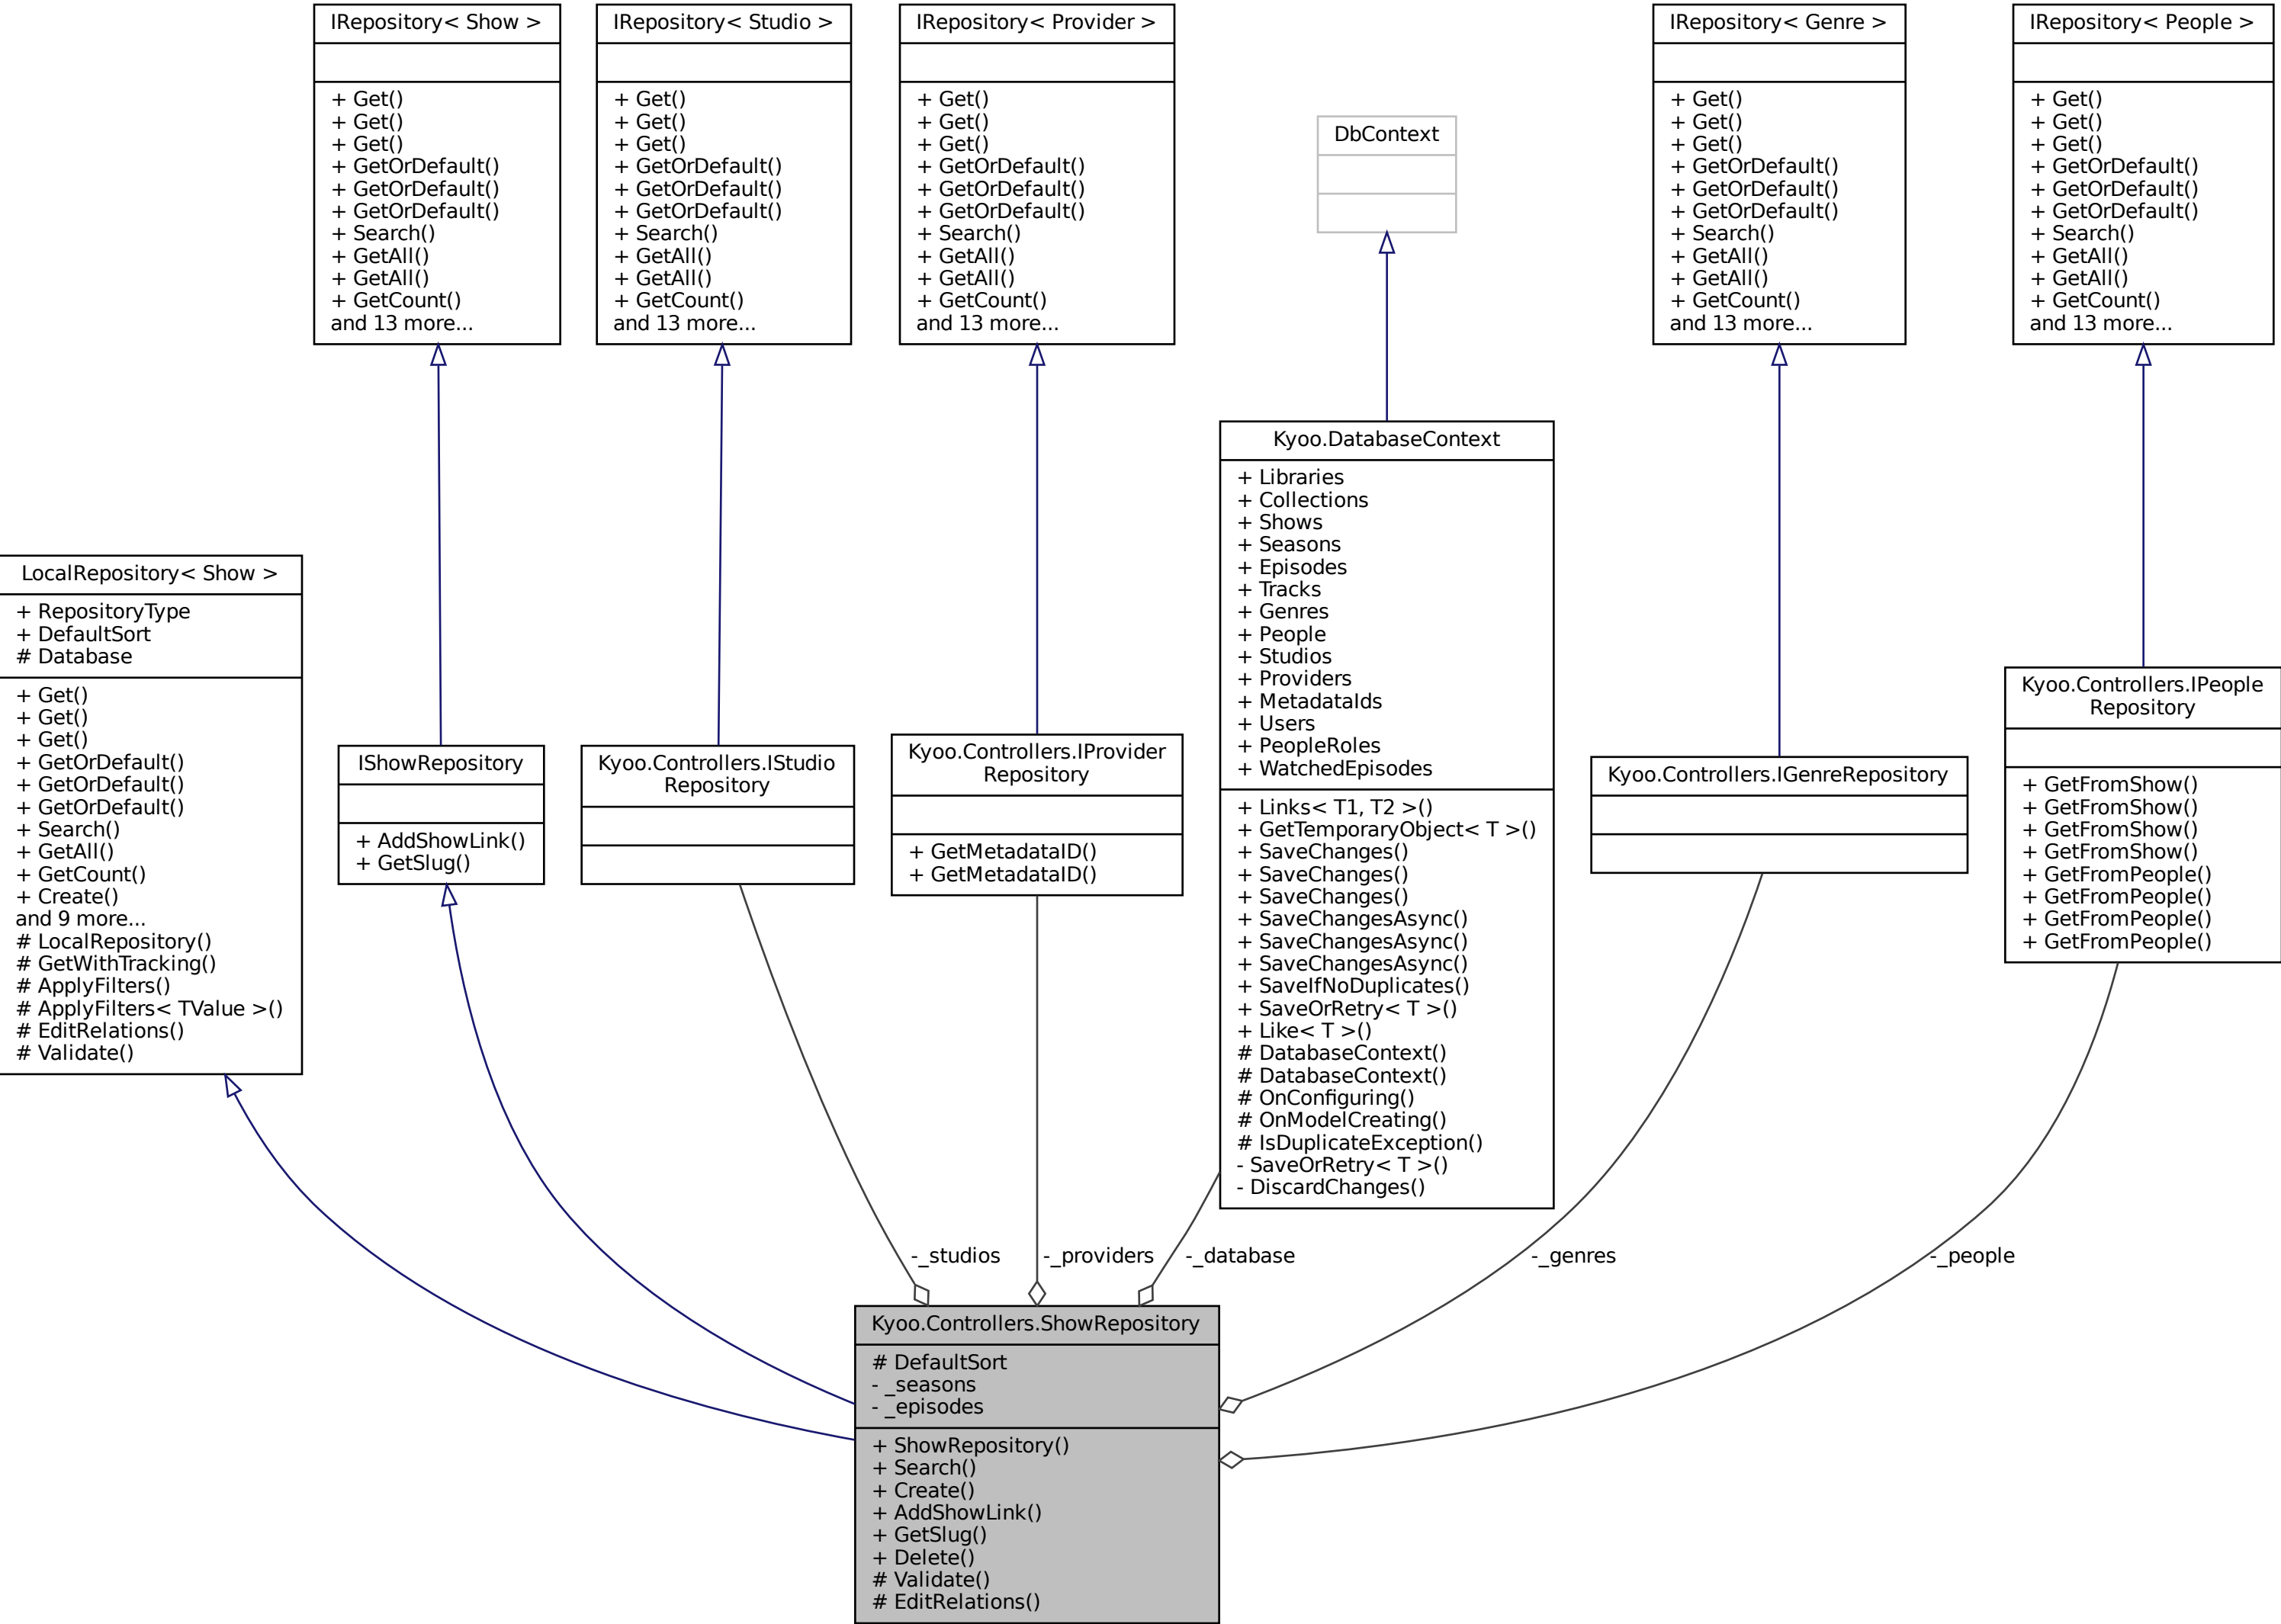 IRepository< Show >
+ Get()
+ Get()
+ Get()
+ GetOrDefault()
+ GetOrDefault()
+ GetOrDefault()
+ Search()
+ GetAll()
+ GetAll()
+ GetCount()
and 13 more...
IRepository< Studio >
+ Get()
+ Get()
+ Get()
+ GetOrDefault()
+ GetOrDefault()
+ GetOrDefault()
+ Search()
+ GetAll()
+ GetAll()
+ GetCount()
and 13 more...
IRepository< Provider >
+ Get()
+ Get()
+ Get()
+ GetOrDefault()
+ GetOrDefault()
+ GetOrDefault()
+ Search()
+ GetAll()
+ GetAll()
+ GetCount()
and 13 more...
DbContext
IRepository< Genre >
+ Get()
+ Get()
+ Get()
+ GetOrDefault()
+ GetOrDefault()
+ GetOrDefault()
+ Search()
+ GetAll()
+ GetAll()
+ GetCount()
and 13 more...
IRepository< People >
+ Get()
+ Get()
+ Get()
+ GetOrDefault()
+ GetOrDefault()
+ GetOrDefault()
+ Search()
+ GetAll()
+ GetAll()
+ GetCount()
and 13 more...
LocalRepository< Show >
+ RepositoryType
+ DefaultSort
# Database
+ Get()
+ Get()
+ Get()
+ GetOrDefault()
+ GetOrDefault()
+ GetOrDefault()
+ Search()
+ GetAll()
+ GetCount()
+ Create()
and 9 more...
# LocalRepository()
# GetWithTracking()
# ApplyFilters()
# ApplyFilters< TValue >()
# EditRelations()
# Validate()
IShowRepository
+ AddShowLink()
+ GetSlug()
Kyoo.Controllers.IStudio
Repository
Kyoo.Controllers.IProvider
Repository
+ GetMetadataID()
+ GetMetadataID()
Kyoo.DatabaseContext
+ Libraries
+ Collections
+ Shows
+ Seasons
+ Episodes
+ Tracks
+ Genres
+ People
+ Studios
+ Providers
+ MetadataIds
+ Users
+ PeopleRoles
+ WatchedEpisodes
+ Links< T1, T2 >()
+ GetTemporaryObject< T >()
+ SaveChanges()
+ SaveChanges()
+ SaveChanges()
+ SaveChangesAsync()
+ SaveChangesAsync()
+ SaveChangesAsync()
+ SaveIfNoDuplicates()
+ SaveOrRetry< T >()
+ Like< T >()
# DatabaseContext()
# DatabaseContext()
# OnConfiguring()
# OnModelCreating()
# IsDuplicateException()
- SaveOrRetry< T >()
- DiscardChanges()
Kyoo.Controllers.IGenreRepository
Kyoo.Controllers.IPeople
Repository
+ GetFromShow()
+ GetFromShow()
+ GetFromShow()
+ GetFromShow()
+ GetFromPeople()
+ GetFromPeople()
+ GetFromPeople()
+ GetFromPeople()
-_studios
-_providers
-_database
-_genres
-_people
Kyoo.Controllers.ShowRepository
# DefaultSort
- _seasons
- _episodes
+ ShowRepository()
+ Search()
+ Create()
+ AddShowLink()
+ GetSlug()
+ Delete()
# Validate()
# EditRelations()